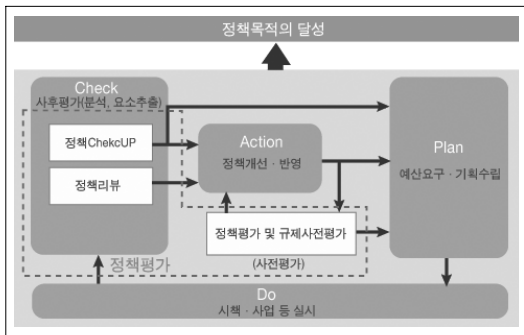 정책목적의 달성
Check
사후평가(분석, 요소추출)
정책ChekcUP
정책리뷰
Action
정책개선 · 반영
Plan
예산요구 · 기획수립
정책평가 및 규제사전평가
(사전평가)
정책평가
Do
시책 · 사업 등 실시